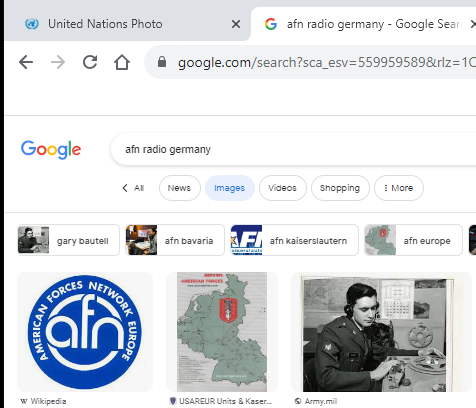 United Nations Photo
afn radio germany - Google Sear
google.com/search?sca_esv=559959589&rlz=1C
Google
afn radio germany
All News Images Videos Shopping More
gary bautell afn bavaria afn kaiserslautern afn europe
AMERICAN FORCES NETWORK EUROPE
afn
AMERICAN FORCES
Wikipedia
USAREUR Units & Kaser...
Army.mil